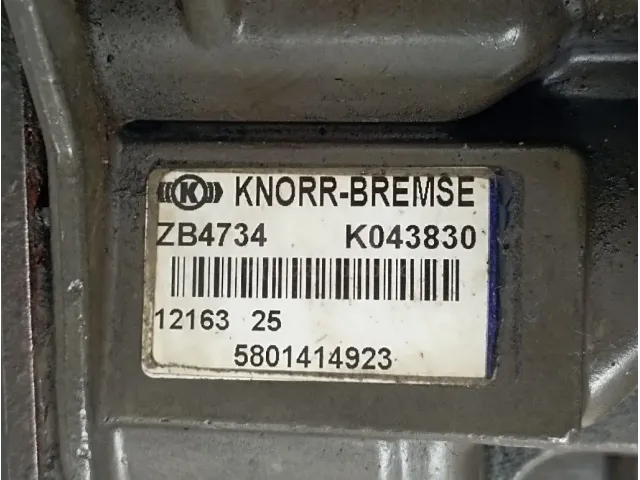 K KNORR-BREMSE
ZB4734 K043830
12163 25
5801414923